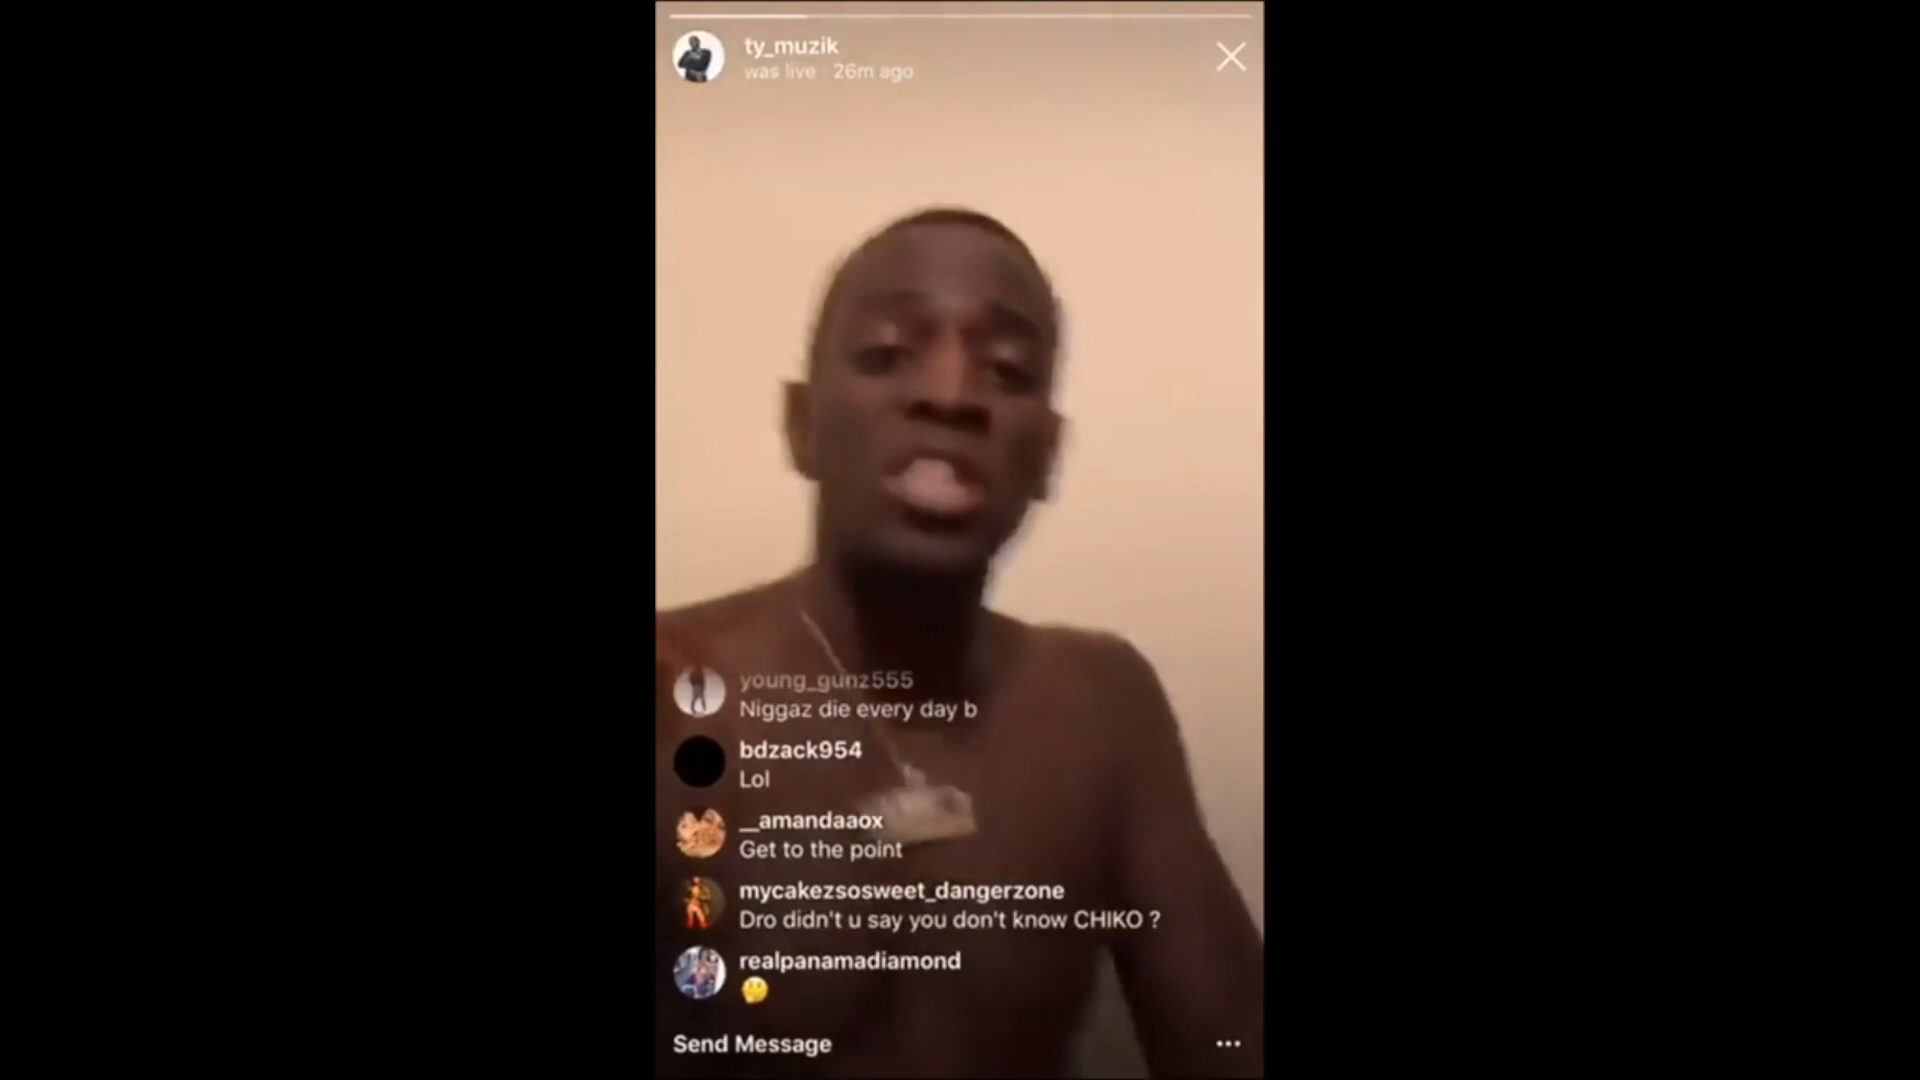 ty_muzik
was live · 26m ago
young_gunz555
Niggaz die every day b
bdzack954
Lol
__amandaaox
Get to the point
mycakezsosweet_dangerzone
Dro didn't u say you don't know CHIKO ?
realpanamadiamond
🤔
Send Message